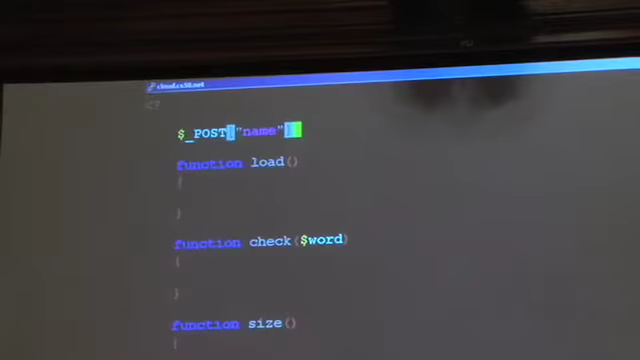 cloud.cs50.net
<?
$_POST["name"]
function load()
{
}
function check($word)
{
}
function size()
{